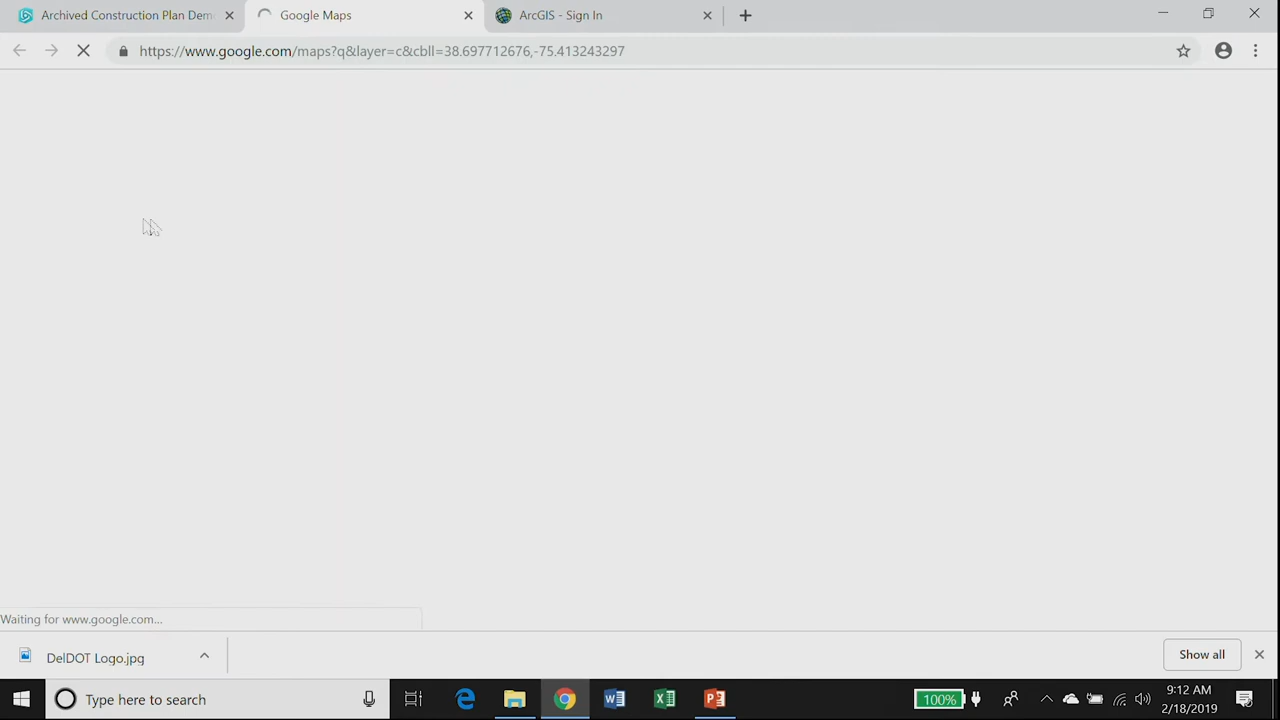 Archived Construction Plan Dem
Google Maps
ArcGIS - Sign In
https://www.google.com/maps?q&layer=c&cbll=38.697712676,-75.413243297
Waiting for www.google.com...
DelDOT Logo.jpg
Show all
Type here to search
100%
9:12 AM
2/18/2019